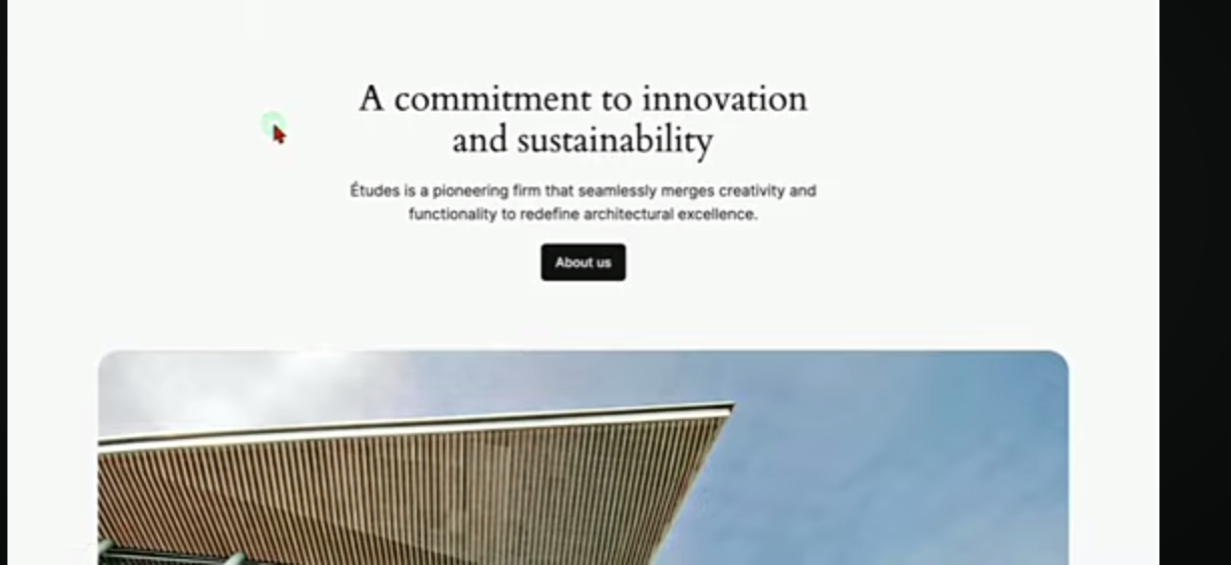 A commitment to innovation
and sustainability
Études is a pioneering firm that seamlessly merges creativity and
functionality to redefine architectural excellence.
About us